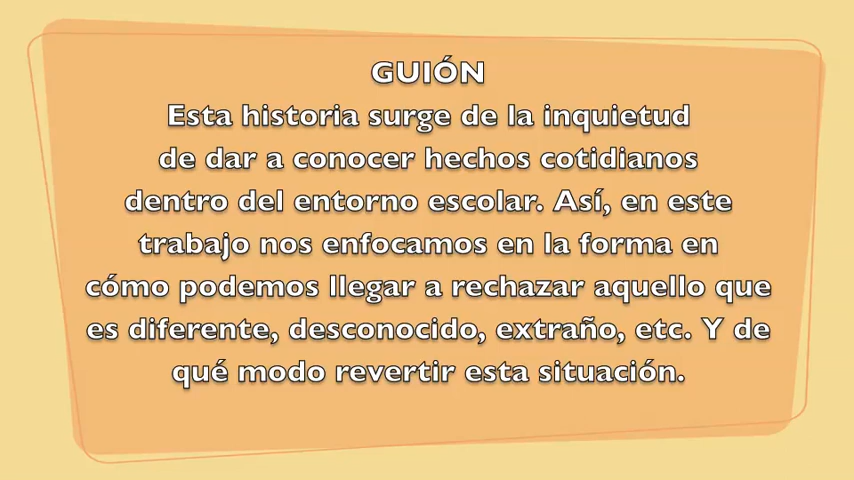 GUIÓN
Esta historia surge de la inquietud
de dar a conocer hechos cotidianos
dentro del entorno escolar. Así, en este
trabajo nos enfocamos en la forma en
cómo podemos llegar a rechazar aquello que
es diferente, desconocido, extraño, etc. Y de
qué modo revertir esta situación.